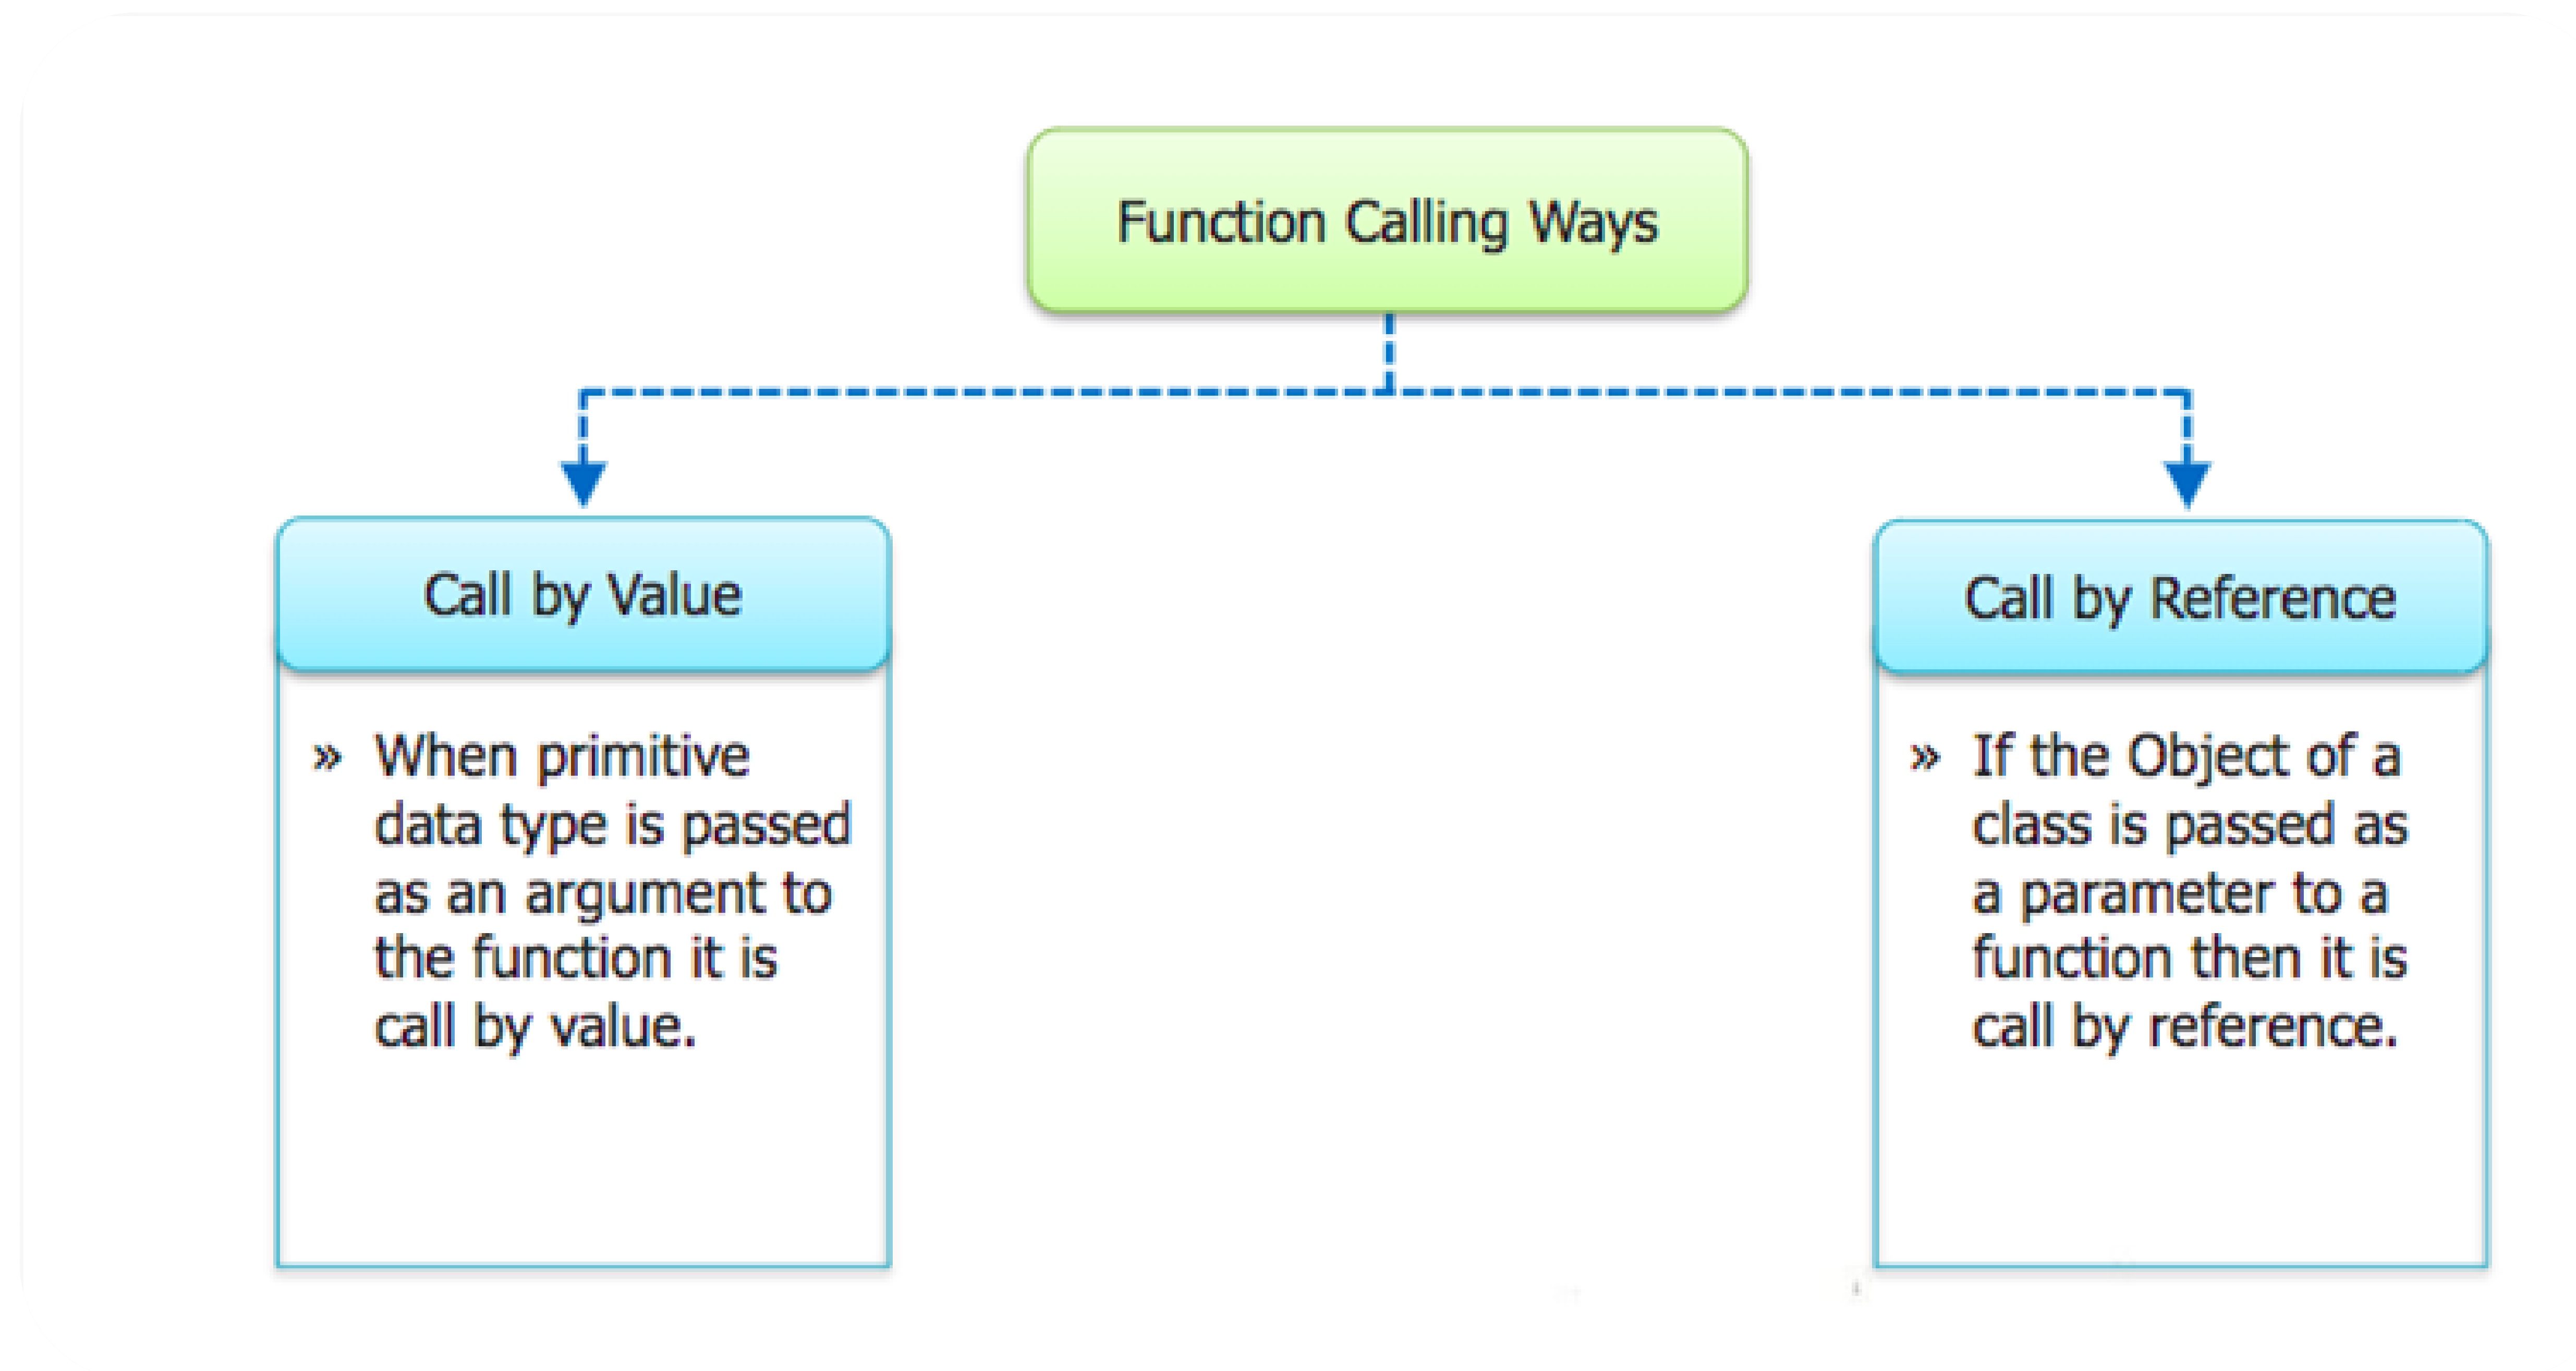 Function Calling Ways
Call by Value
» When primitive
data type is passed
as an argument to
the function it is
call by value.
Call by Reference
» If the Object of a
class is passed as
a parameter to a
function then it is
call by reference.